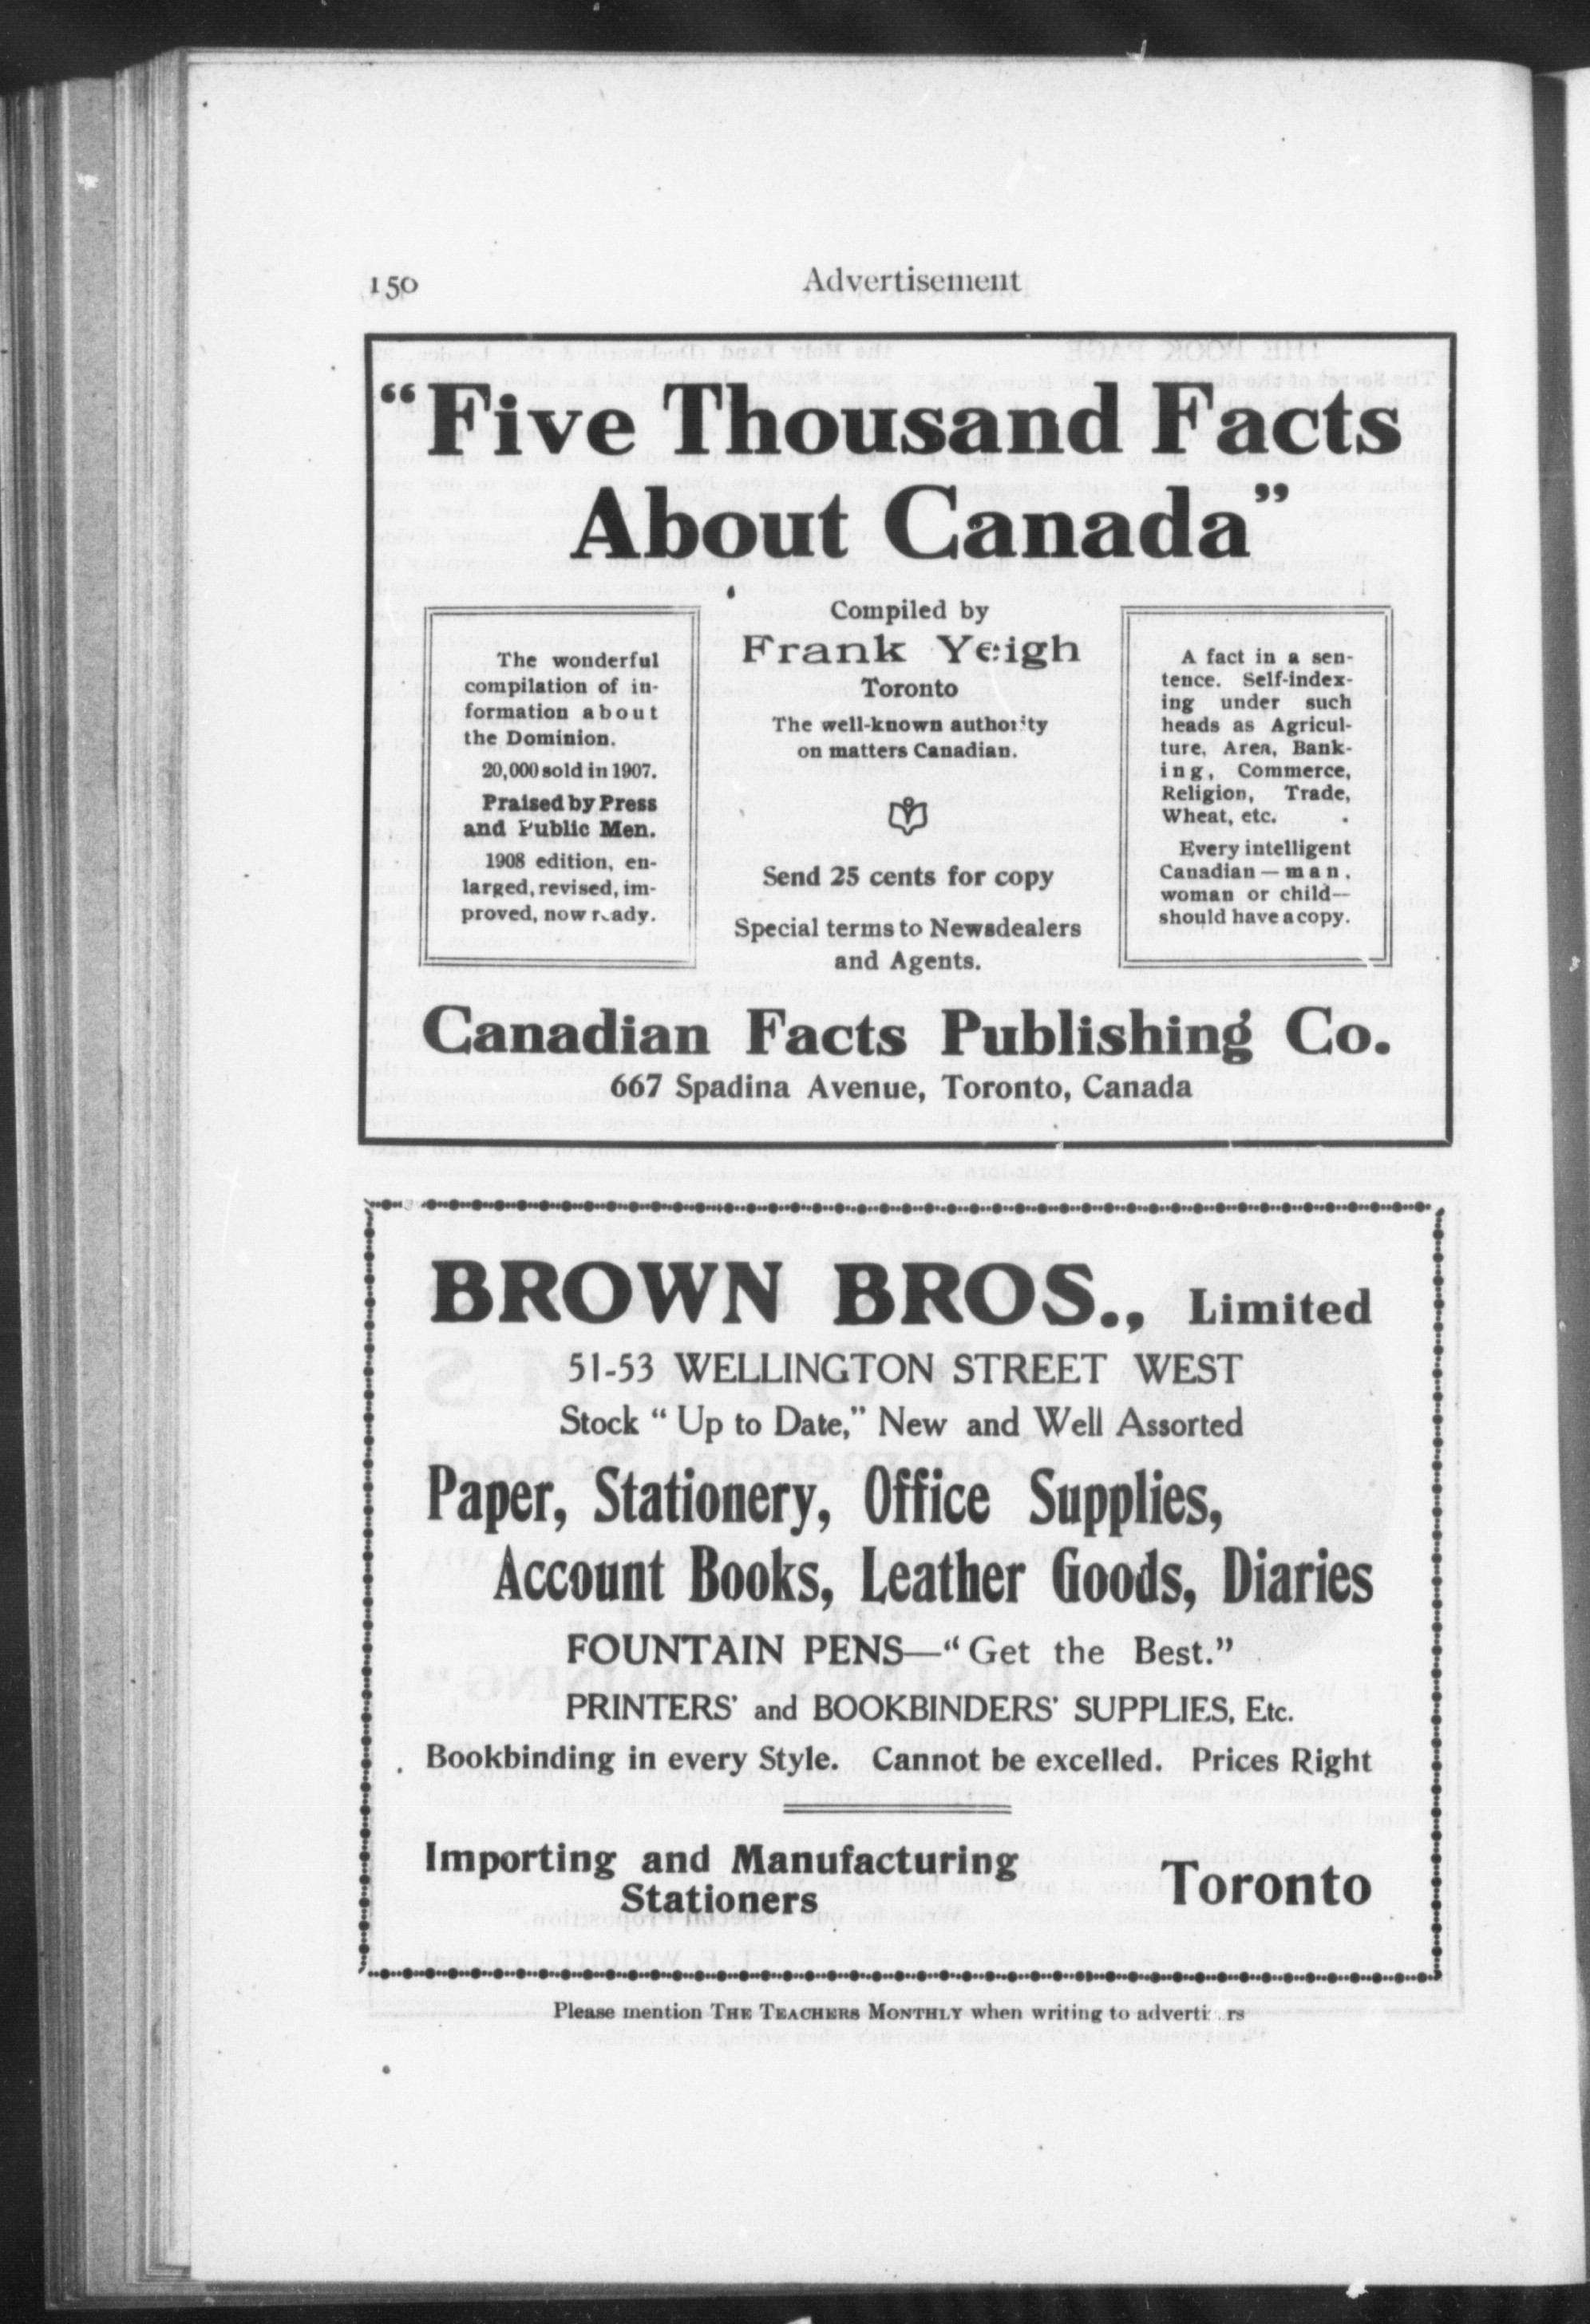 150
Advertisement
“Five Thousand Facts
About Canada”
The wonderful
compilation of in-
formation about
the Dominion.
20,000 sold in 1907.
Praised by Press
and Public Men.
1908 edition, en-
larged, revised, im-
proved, now ready.
Compiled by
Frank Yeigh
Toronto
The well-known authority
on matters Canadian.
Send 25 cents for copy
Special terms to Newsdealers
and Agents.
A fact in a sen-
tence. Self-index-
ing under such
heads as Agricul-
ture, Area, Bank-
ing, Commerce,
Religion, Trade,
Wheat, etc.
Every intelligent
Canadian—man,
woman or child—
should have a copy.
Canadian Facts Publishing Co.
667 Spadina Avenue, Toronto, Canada
BROWN BROS., Limited
51-53 WELLINGTON STREET WEST
Stock “Up to Date,” New and Well Assorted
Paper, Stationery, Office Supplies,
Account Books, Leather Goods, Diaries
FOUNTAIN PENS—“Get the Best.”
PRINTERS' and BOOKBINDERS' SUPPLIES, Etc.
Bookbinding in every Style. Cannot be excelled. Prices Right
Importing and Manufacturing
Stationers
Toronto
Please mention THE TEACHERS MONTHLY when writing to